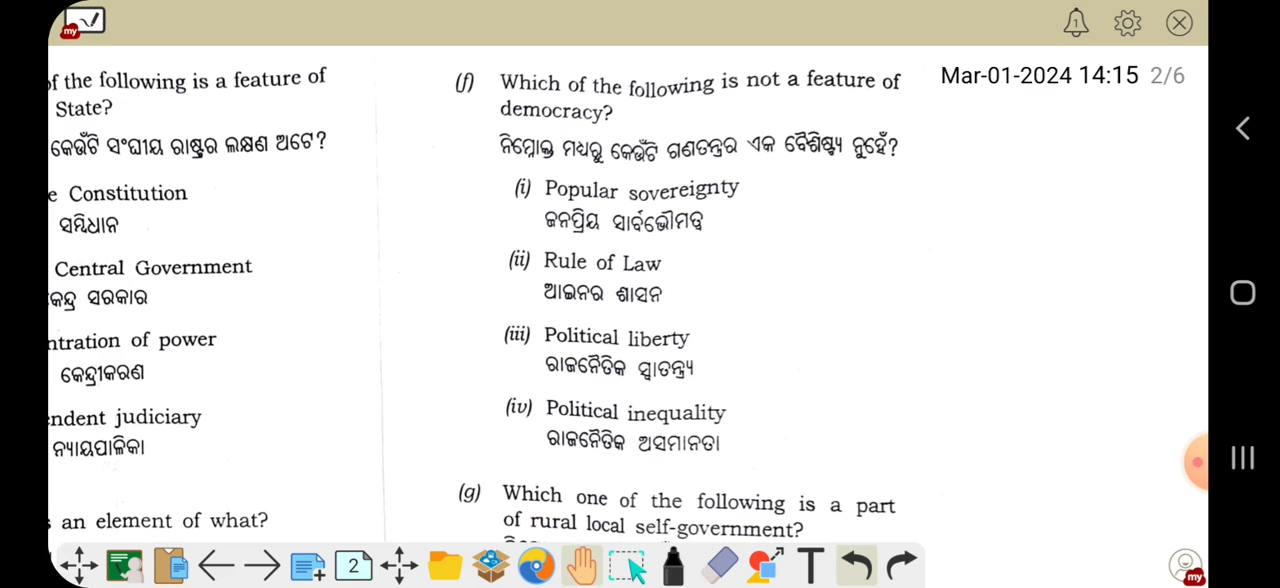 my
1
Mar-01-2024 14:15 2/6
f the following is a feature of
State?
କେଉଁଟି ସଂଘୀୟ ରାଷ୍ଟ୍ରର ଲକ୍ଷଣ ଅଟେ?
e Constitution
ସମ୍ବିଧାନ
Central Government
କେନ୍ଦ୍ର ସରକାର
ntration of power
କେନ୍ଦ୍ରୀକରଣ
ndent judiciary
ନ୍ୟାୟପାଳିକା
an element of what?
(f) Which of the following is not a feature of
democracy?
ନିମ୍ନୋକ୍ତ ମଧ୍ୟରୁ କେଉଁଟି ଗଣତନ୍ତ୍ରର ଏକ ବୈଶିଷ୍ଟ୍ୟ ନୁହେଁ?
(i) Popular sovereignty
ଜନପ୍ରିୟ ସାର୍ବଭୌମତ୍ୱ
(ii) Rule of Law
ଆଇନର ଶାସନ
(iii) Political liberty
ରାଜନୈତିକ ସ୍ୱାତନ୍ତ୍ର୍ୟ
(iv) Political inequality
ରାଜନୈତିକ ଅସମାନତା
(g) Which one of the following is a part
of rural local self-government?
2
T
my